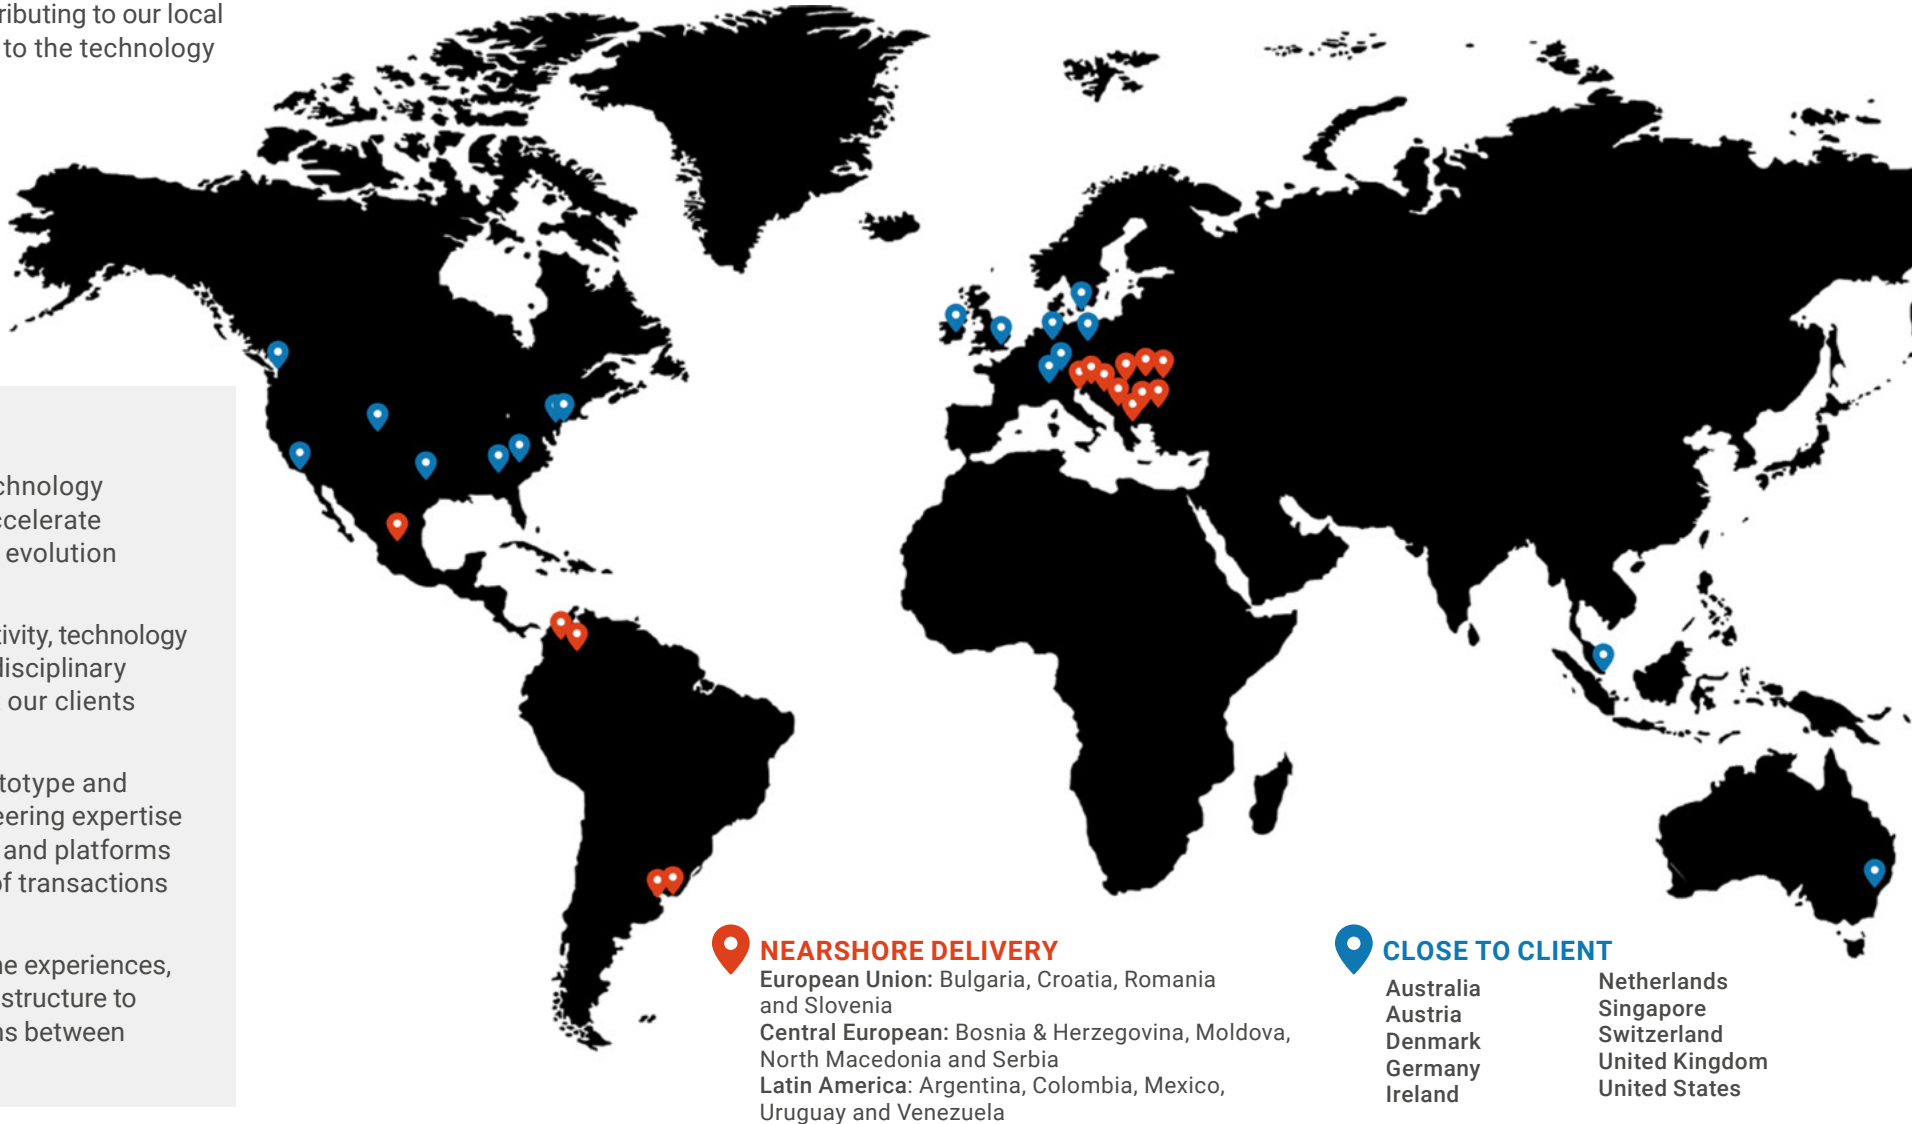 ributing to our local
to the technology
chnology
ccelerate
evolution
tivity, technology
disciplinary
our clients
totype and
eering expertise
and platforms
of transactions
ne experiences,
structure to
ns between
NEARSHORE DELIVERY
European Union: Bulgaria, Croatia, Romania
and Slovenia
Central European: Bosnia & Herzegovina, Moldova,
North Macedonia and Serbia
Latin America: Argentina, Colombia, Mexico,
Uruguay and Venezuela
CLOSE TO CLIENT
Australia
Austria
Denmark
Germany
Ireland
Netherlands
Singapore
Switzerland
United Kingdom
United States